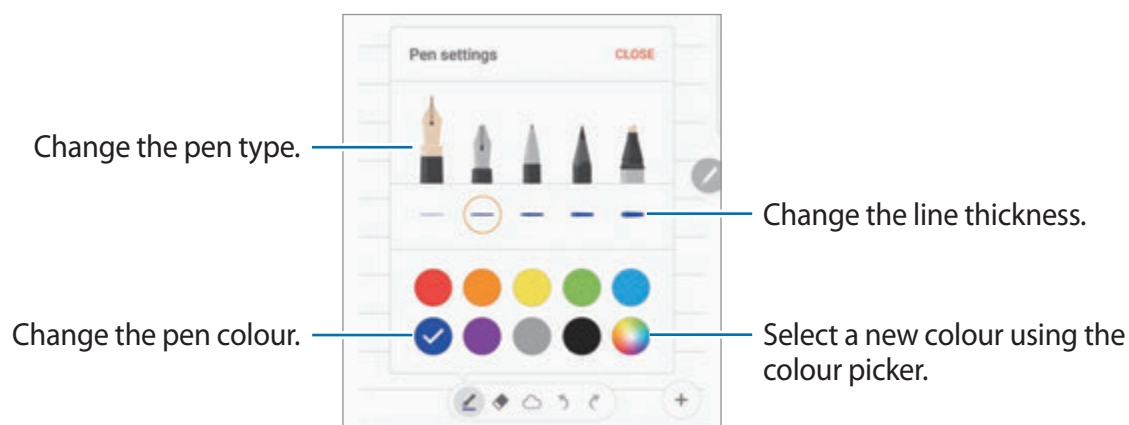 Pen settings
CLOSE
Change the pen type.
Change the line thickness.
Change the pen colour.
Select a new colour using the
colour picker.